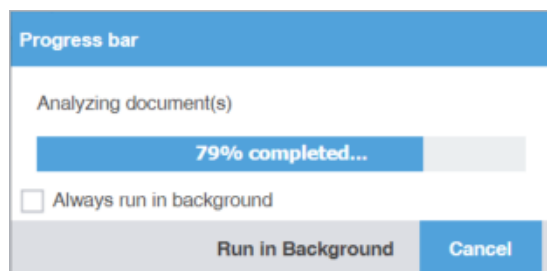 Progress bar
Analyzing document(s)
79% completed...
Always run in background
Run in Background Cancel